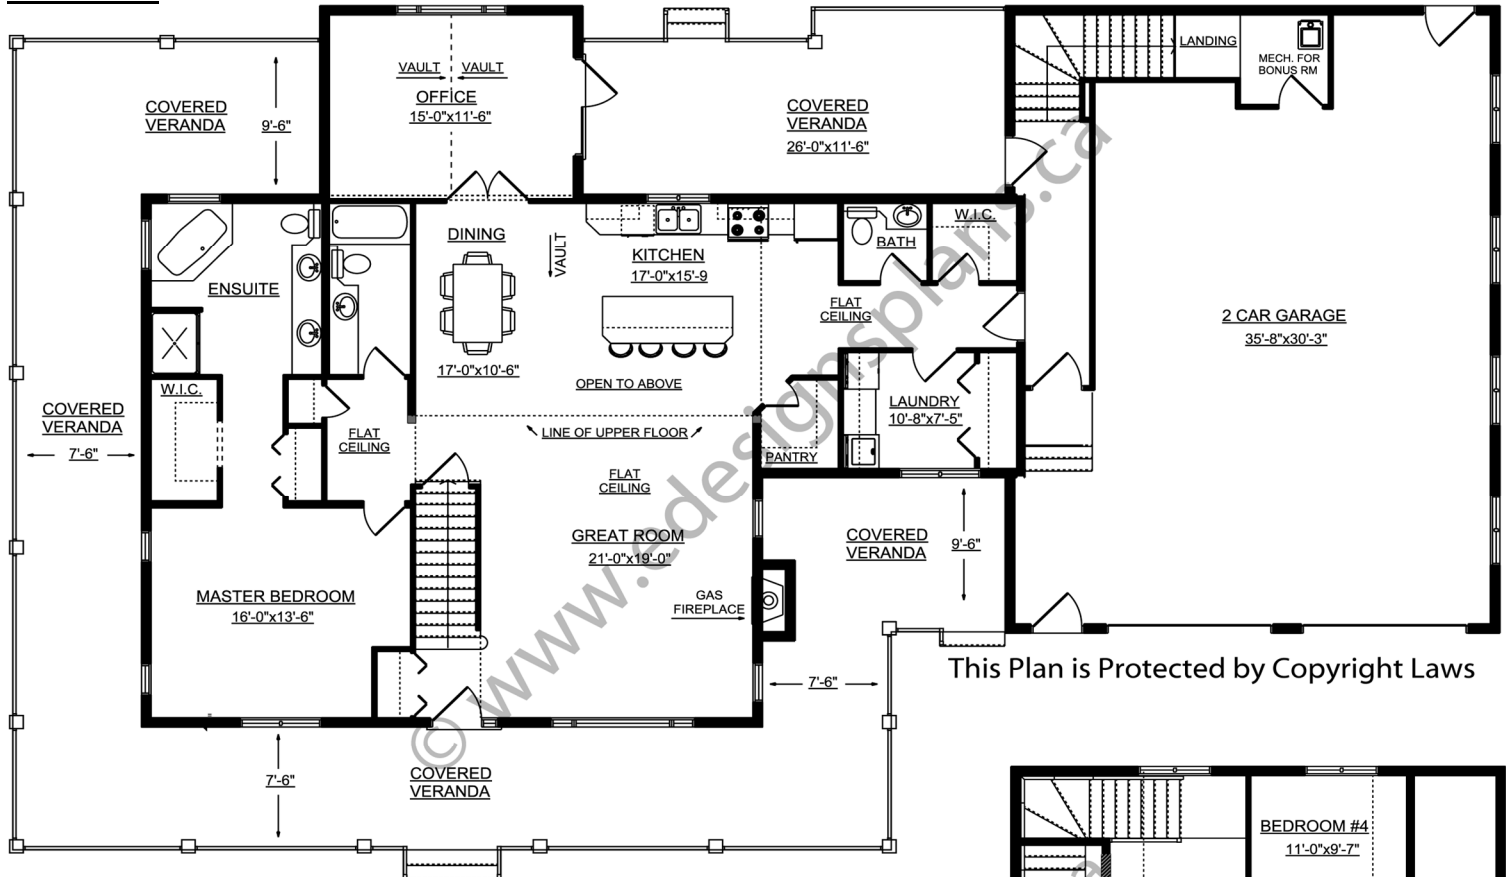 VAULT VAULT
OFFICE
15'-0"x11'-6"
COVERED
VERANDA
9'-6"
COVERED
VERANDA
26'-0"x11'-6"
LANDING
MECH. FOR
BONUS RM
ENSUITE
DINING
VAULT
17'-0"x10'-6"
KITCHEN
17'-0"x15'-9
OPEN TO ABOVE
BATH
W.I.C.
FLAT
CEILING
2 CAR GARAGE
35'-8"x30'-3"
COVERED
VERANDA
7'-6"
W.I.C.
FLAT
CEILING
LINE OF UPPER FLOOR
PANTRY
LAUNDRY
10'-8"x7'-5"
FLAT
CEILING
GREAT ROOM
21'-0"x19'-0"
GAS
FIREPLACE
COVERED
VERANDA
9'-6"
MASTER BEDROOM
16'-0"x13'-6"
7'-6"
This Plan is Protected by Copyright Laws
7'-6"
COVERED
VERANDA
© www.edesignsplans.ca
BEDROOM #4
11'-0"x9'-7"
a